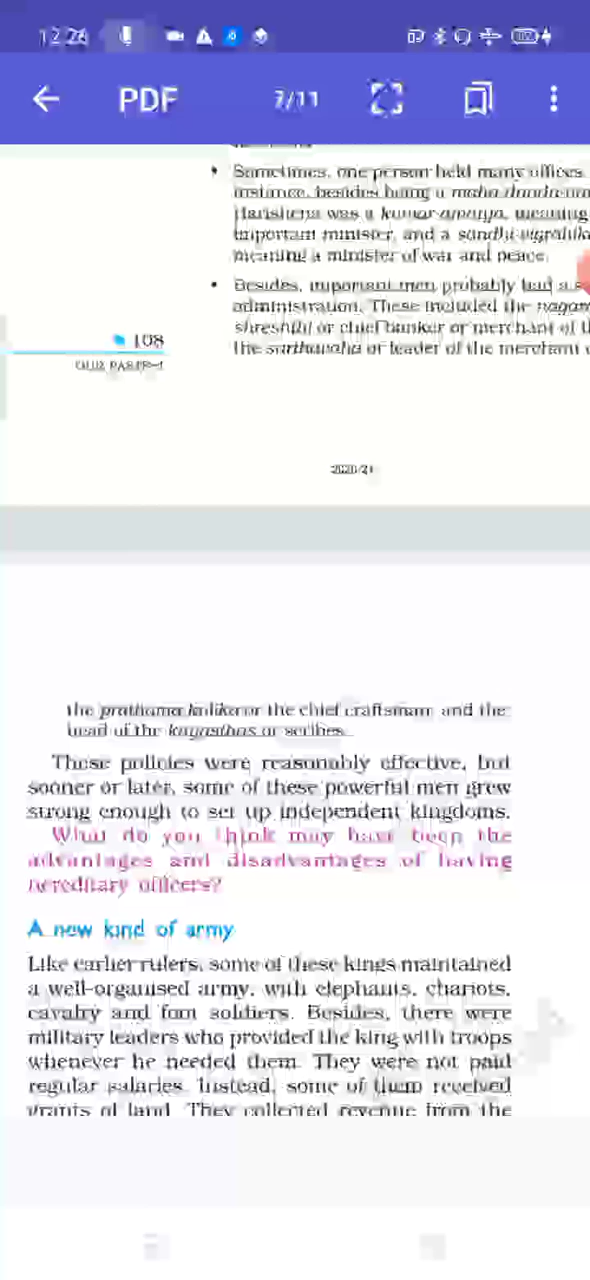 12:26
PDF
7/11
• Sometimes, one person held many offices.
instance, besides being a maha-danda-
Harishena was a kumar-amatya, meaning
important minister, and a sandhi-vigrahika
meaning a minister of war and peace.
• Besides, important men probably had a s
administration. These included the nagar
shreshthi or chief banker or merchant of t
the sarthavaha or leader of the merchant c
108
OUR PASTS–I
2020-21
the prathama-kulika or the chief craftsman and the
head of the kayasthas or scribes.
These policies were reasonably effective, but
sooner or later, some of these powerful men grew
strong enough to set up independent kingdoms.
What do you think may have been the
advantages and disadvantages of having
hereditary officers?
A new kind of army
Like earlier rulers, some of these kings maintained
a well-organised army, with elephants, chariots,
cavalry and foot soldiers. Besides, there were
military leaders who provided the king with troops
whenever he needed them. They were not paid
regular salaries. Instead, some of them received
grants of land. They collected revenue from the